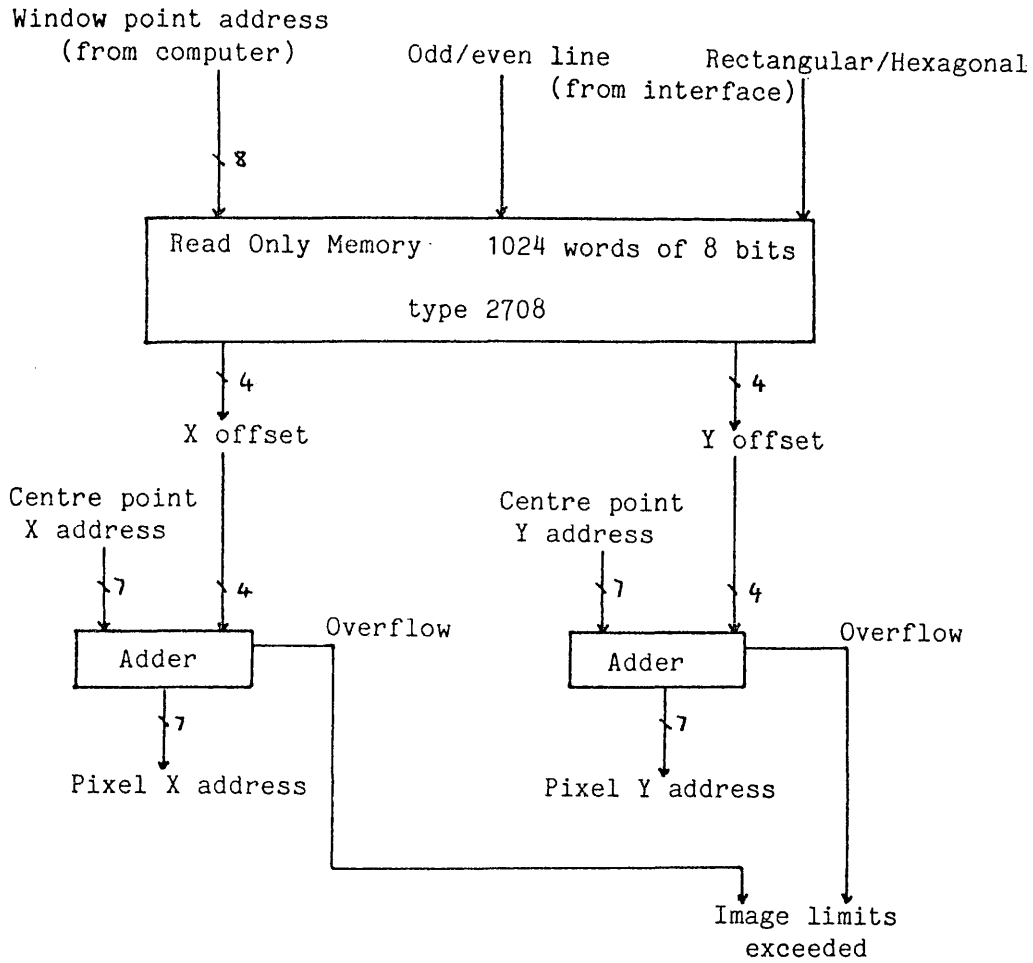 Window point address
(from computer)
Odd/even line
(from interface)
Rectangular/Hexagonal
8
Read Only Memory 1024 words of 8 bits
type 2708
4
4
X offset
Y offset
Centre point
X address
Centre point
Y address
7
4
7
4
Overflow
Overflow
Adder
Adder
7
7
Pixel X address
Pixel Y address
Image limits
exceeded